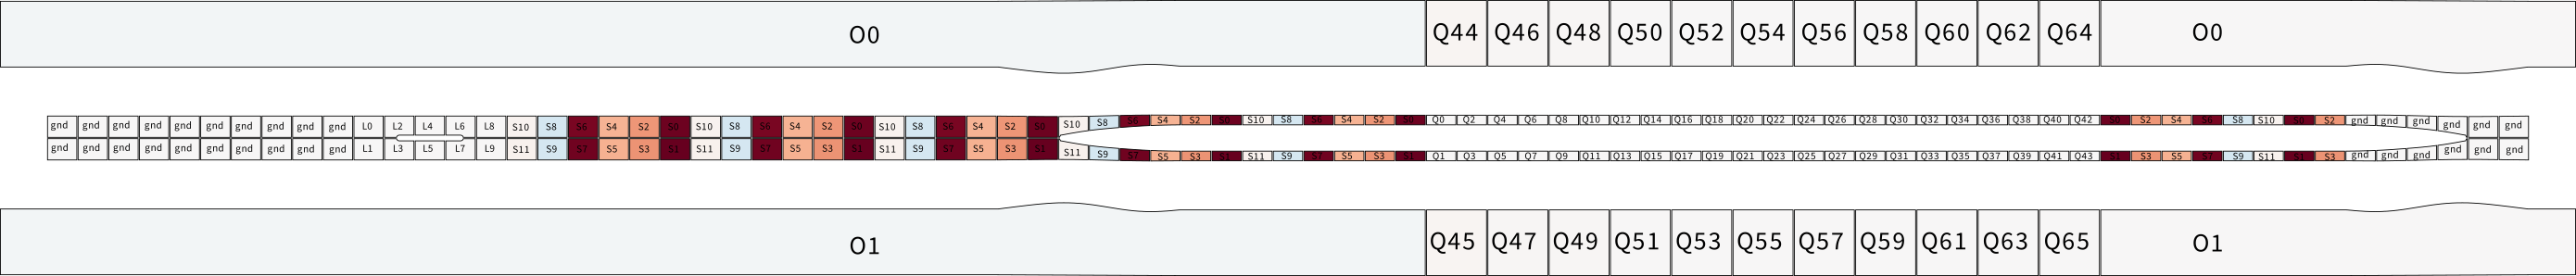 O0 Q44 Q46 Q48 Q50 Q52 Q54 Q56 Q58 Q60 Q62 Q64 O0
gnd gnd gnd gnd gnd gnd gnd gnd gnd gnd L0 L2 L4 L6 L8 S10 S8 S6 S4 S2 S0 S10 S8 S6 S4 S2 S0 S10 S8 S6 S4 S2 S0 S10 S8 S6 S4 S2 S0 S10 S8 S6 S4 S2 S0 Q0 Q2 Q4 Q6 Q8 Q10 Q12 Q14 Q16 Q18 Q20 Q22 Q24 Q26 Q28 Q30 Q32 Q34 Q36 Q38 Q40 Q42 S0 S2 S4 S6 S8 S10 S0 S2 gnd gnd gnd gnd gnd gnd
gnd gnd gnd gnd gnd gnd gnd gnd gnd gnd L1 L3 L5 L7 L9 S11 S9 S7 S5 S3 S1 S11 S9 S7 S5 S3 S1 S11 S9 S7 S5 S3 S1 S11 S9 S7 S5 S3 S1 S11 S9 S7 S5 S3 S1 Q1 Q3 Q5 Q7 Q9 Q11 Q13 Q15 Q17 Q19 Q21 Q23 Q25 Q27 Q29 Q31 Q33 Q35 Q37 Q39 Q41 Q43 S1 S3 S5 S7 S9 S11 S1 S3 gnd gnd gnd gnd gnd gnd
O1 Q45 Q47 Q49 Q51 Q53 Q55 Q57 Q59 Q61 Q63 Q65 O1